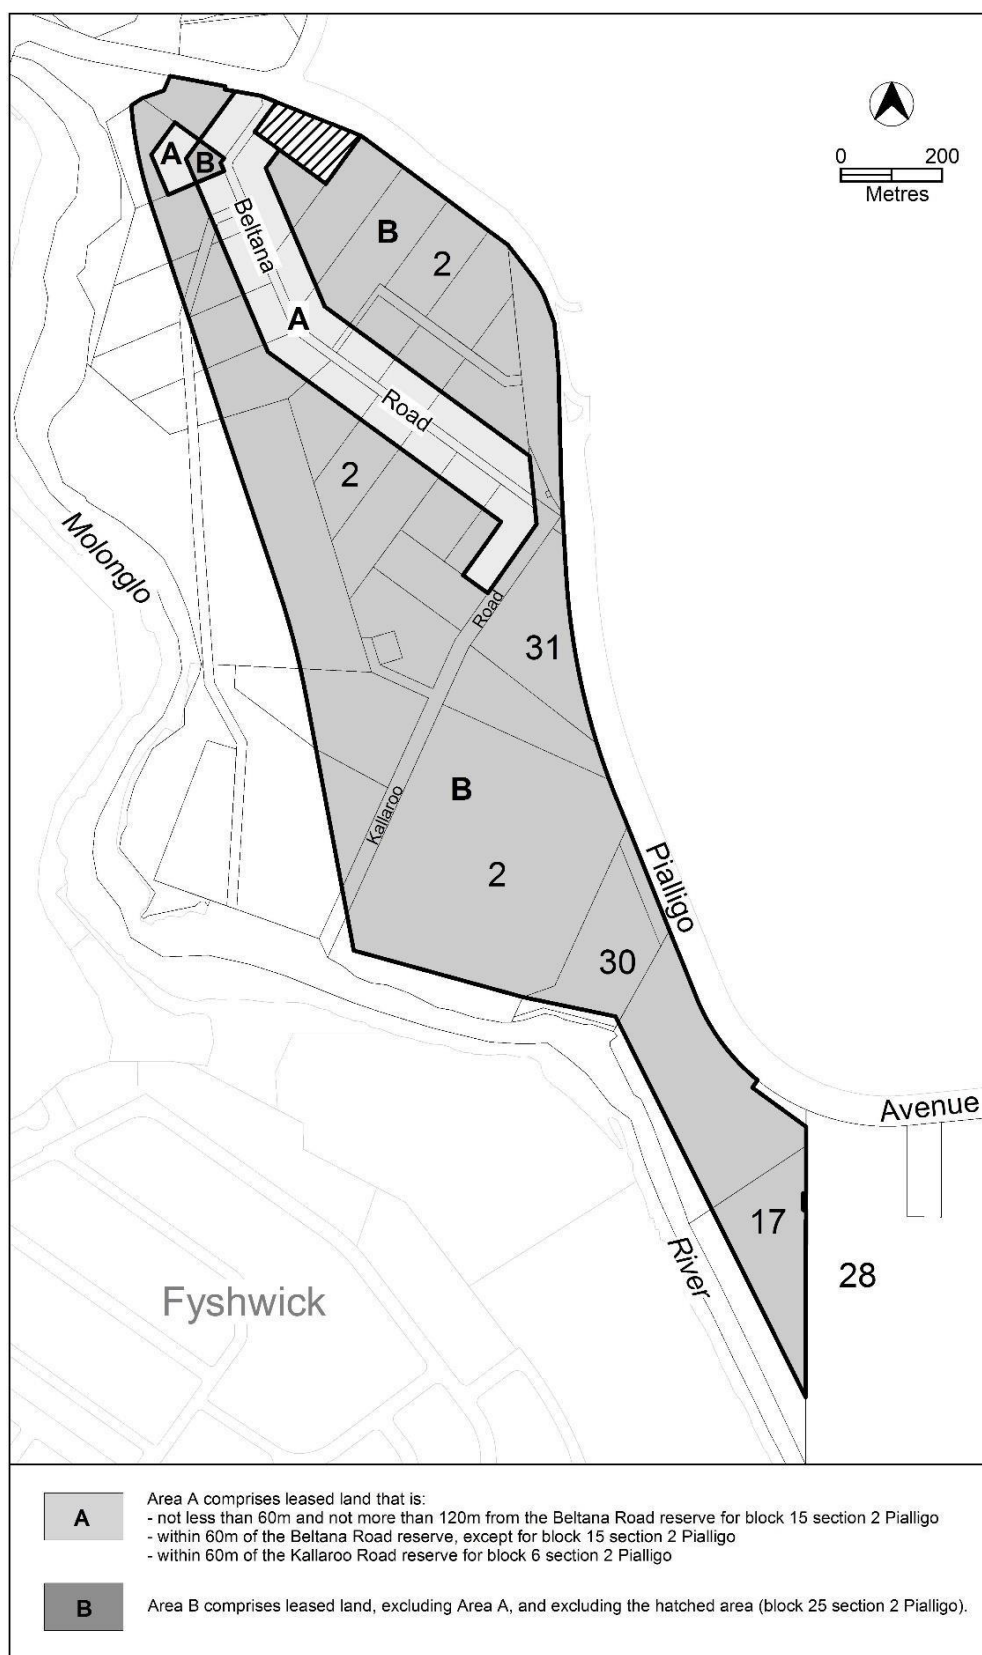 0 200
Metres
A
B
Beltana
B
2
A
Road
2
Molonglo
Road
31
B
Kallaroo
2
Pialligo
30
Avenue
17
River
28
Fyshwick
A
Area A comprises leased land that is:
- not less than 60m and not more than 120m from the Beltana Road reserve for block 15 section 2 Pialligo
- within 60m of the Beltana Road reserve, except for block 15 section 2 Pialligo
- within 60m of the Kallaroo Road reserve for block 6 section 2 Pialligo
B
Area B comprises leased land, excluding Area A, and excluding the hatched area (block 25 section 2 Pialligo).